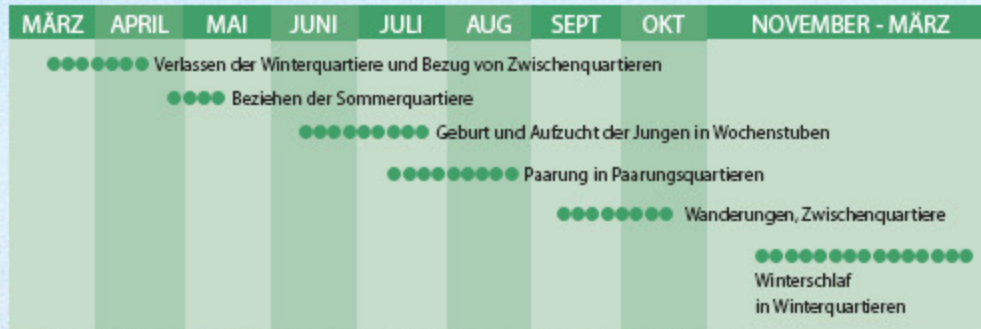 MÄRZ APRIL MAI JUNI JULI AUG SEPT OKT NOVEMBER - MÄRZ
Verlassen der Winterquartiere und Bezug von Zwischenquartieren
Beziehen der Sommerquartiere
Geburt und Aufzucht der Jungen in Wochenstuben
Paarung in Paarungsquartieren
Wanderungen, Zwischenquartiere
Winterschlaf
in Winterquartieren